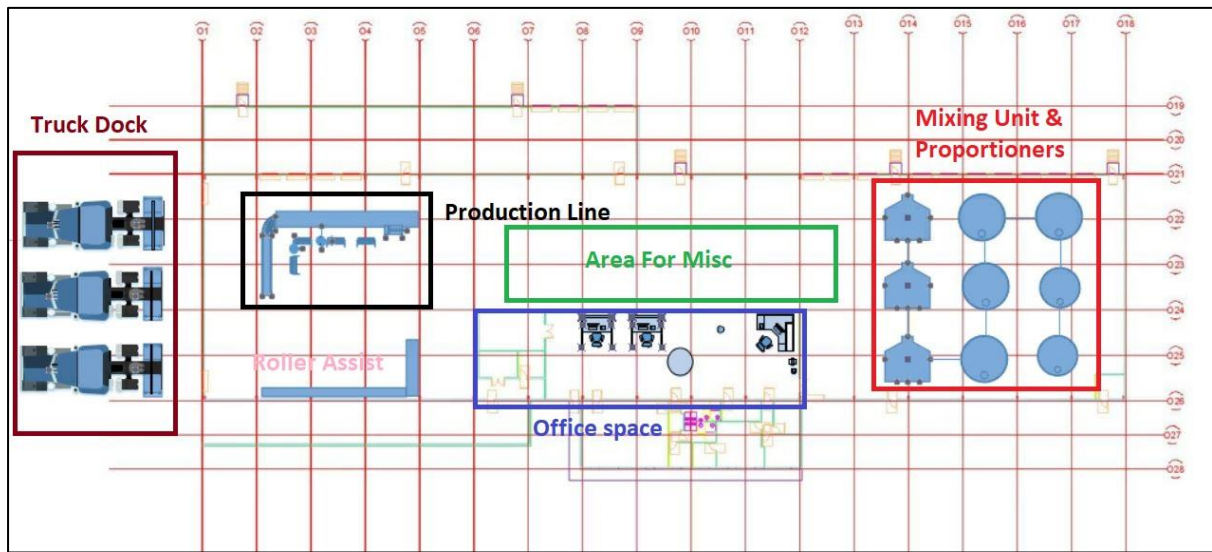 O1 O2 O3 O4 O5 O6 O7 O8 O9 O10 O11 O12 O13 O14 O15 O16 O17 O18
Truck Dock
Mixing Unit &
Proportioners
O19
O20
O21
Production Line
O22
Area For Misc
O23
O24
Roller Assist
O25
O26
Office space
O27
O28